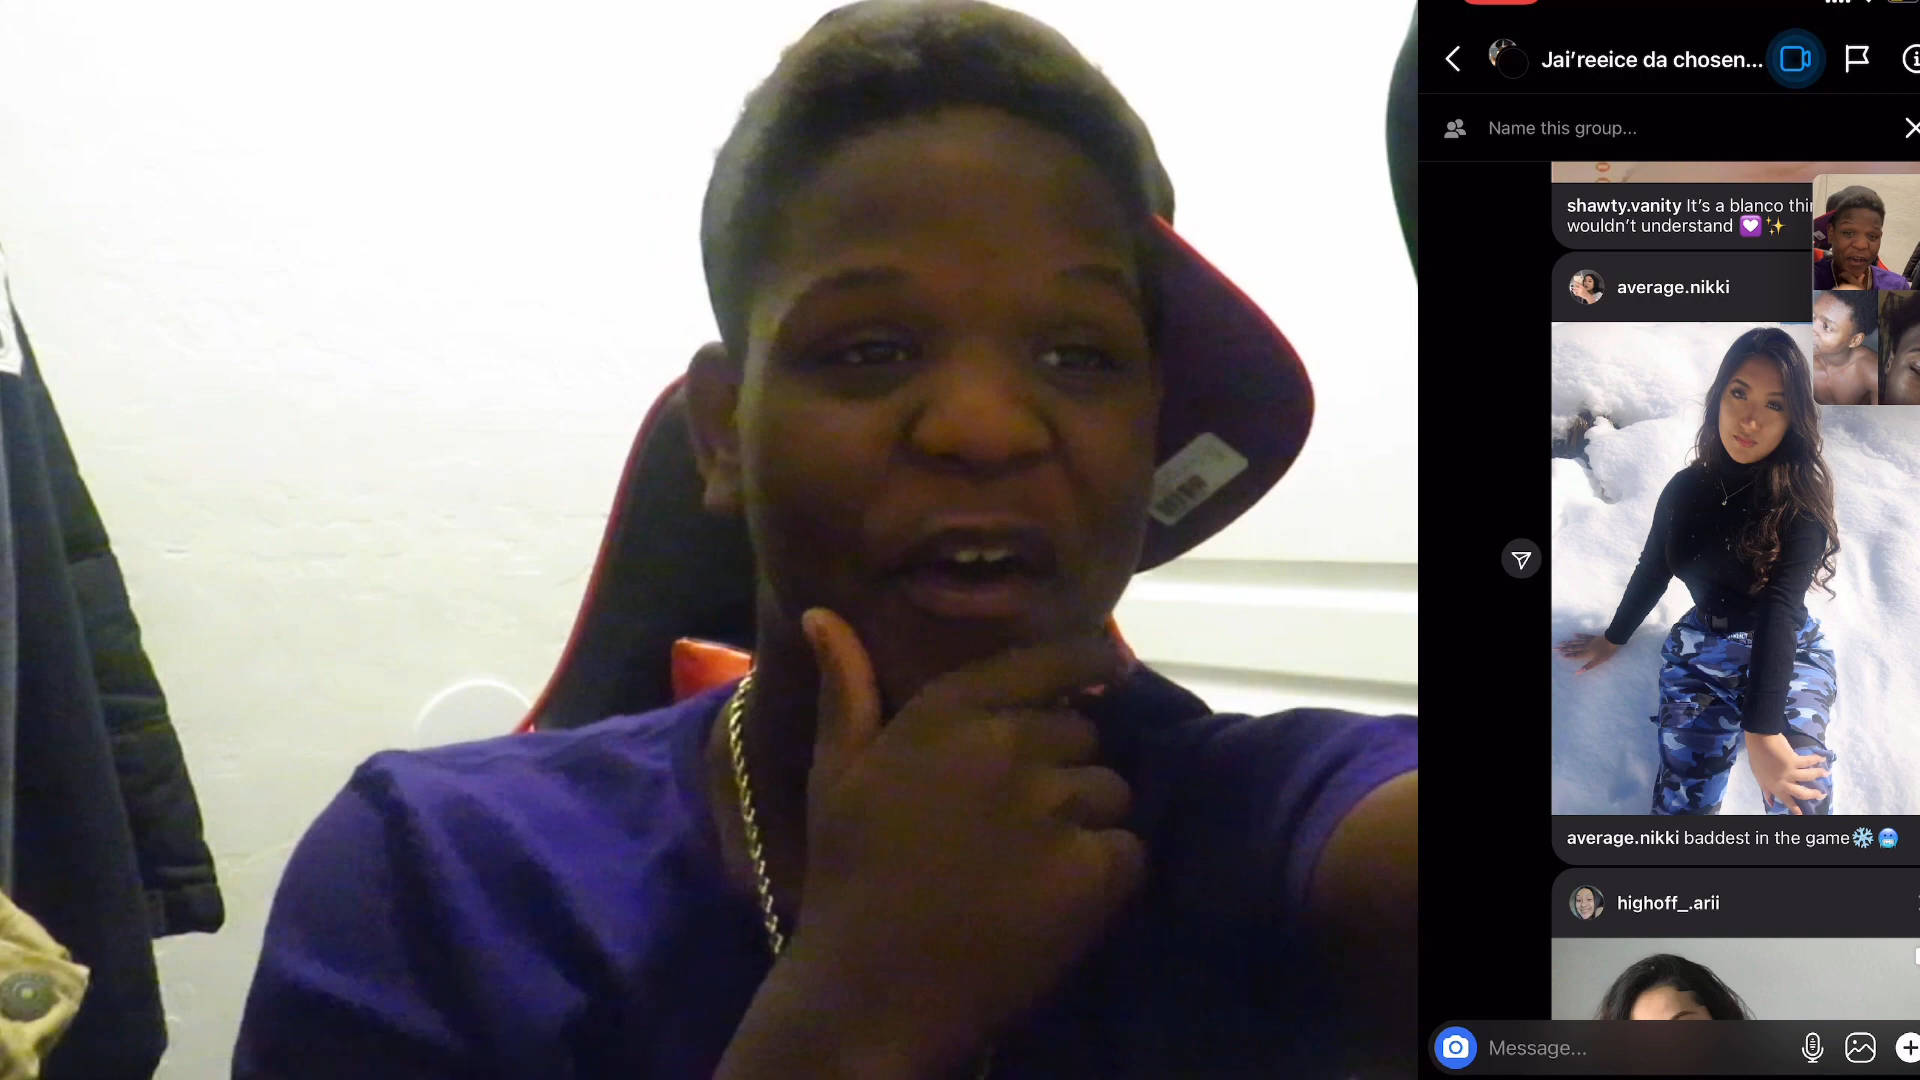 Jai’reeice da chosen...
Name this group...
shawty.vanity It’s a blanco
wouldn’t understand 💟✨
average.nikki
average.nikki baddest in the game❄️🥶
highoff_.arii
Message...